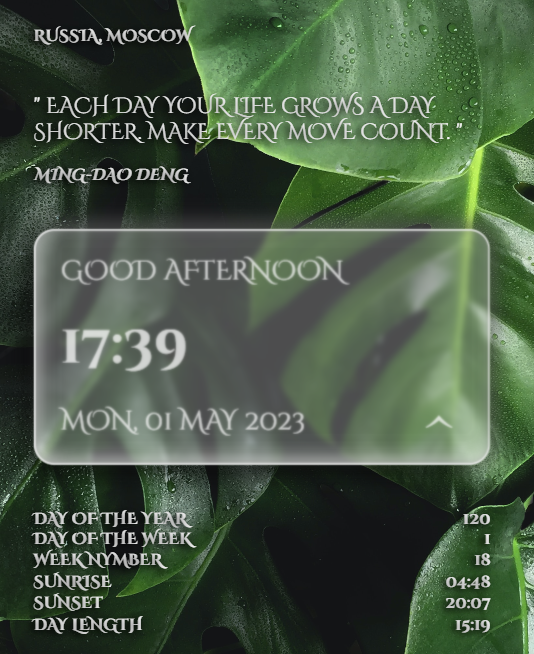 RUSSIA, MOSCOW
" EACH DAY YOUR LIFE GROWS A DAY
SHORTER. MAKE EVERY MOVE COUNT. "
MING-DAO DENG
GOOD AFTERNOON
17:39
MON, 01 MAY 2023
DAY OF THE YEAR 120
DAY OF THE WEEK 1
WEEK NYMBER 18
SUNRISE 04:48
SUNSET 20:07
DAY LENGTH 15:19